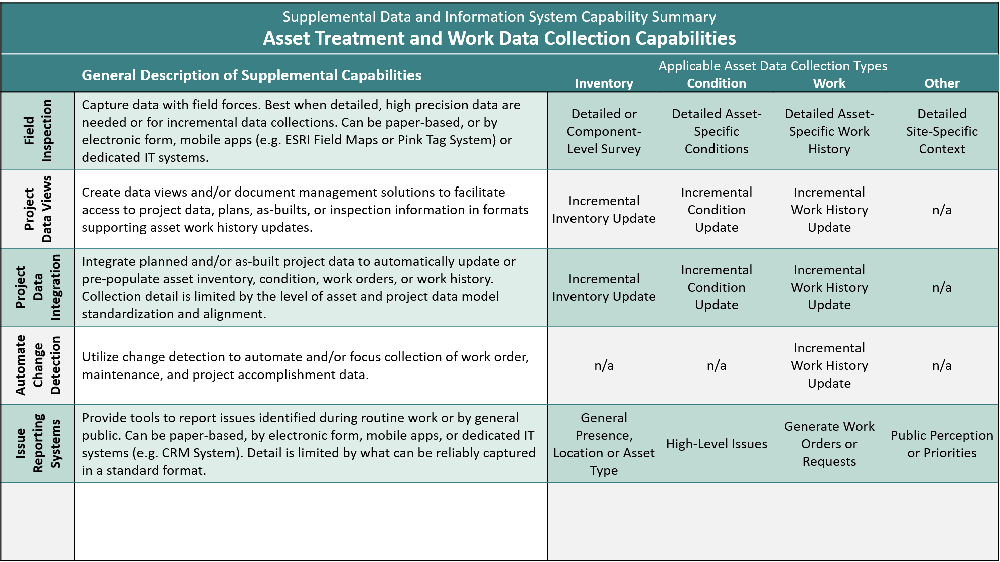 Supplemental Data and Information System Capability Summary
Asset Treatment and Work Data Collection Capabilities
General Description of Supplemental Capabilities
Applicable Asset Data Collection Types
Inventory
Condition
Work
Other
Field
Inspection
Capture data with field forces. Best when detailed, high precision data are
needed or for incremental data collections. Can be paper-based, or by
electronic form, mobile apps (e.g. ESRI Field Maps or Pink Tag System) or
dedicated IT systems.
Detailed or
Component-
Level Survey
Detailed Asset-
Specific
Conditions
Detailed Asset-
Specific Work
History
Detailed
Site-Specific
Context
Project
Data Views
Create data views and/or document management solutions to facilitate
access to project data, plans, as-builts, or inspection information in formats
supporting asset work history updates.
Incremental
Inventory Update
Incremental
Condition
Update
Incremental
Work History
Update
n/a
Project
Data
Integration
Integrate planned and/or as-built project data to automatically update or
pre-populate asset inventory, condition, work orders, or work history.
Collection detail is limited by the level of asset and project data model
standardization and alignment.
Incremental
Inventory Update
Incremental
Condition
Update
Incremental
Work History
Update
n/a
Automate
Change
Detection
Utilize change detection to automate and/or focus collection of work order,
maintenance, and project accomplishment data.
n/a
n/a
Incremental
Work History
Update
n/a
Issue
Reporting
Systems
Provide tools to report issues identified during routine work or by general
public. Can be paper-based, by electronic form, mobile apps, or dedicated IT
systems (e.g. CRM System). Detail is limited by what can be reliably captured
in a standard format.
General
Presence,
Location or Asset
Type
High-Level Issues
Generate Work
Orders or
Requests
Public Perception
or Priorities